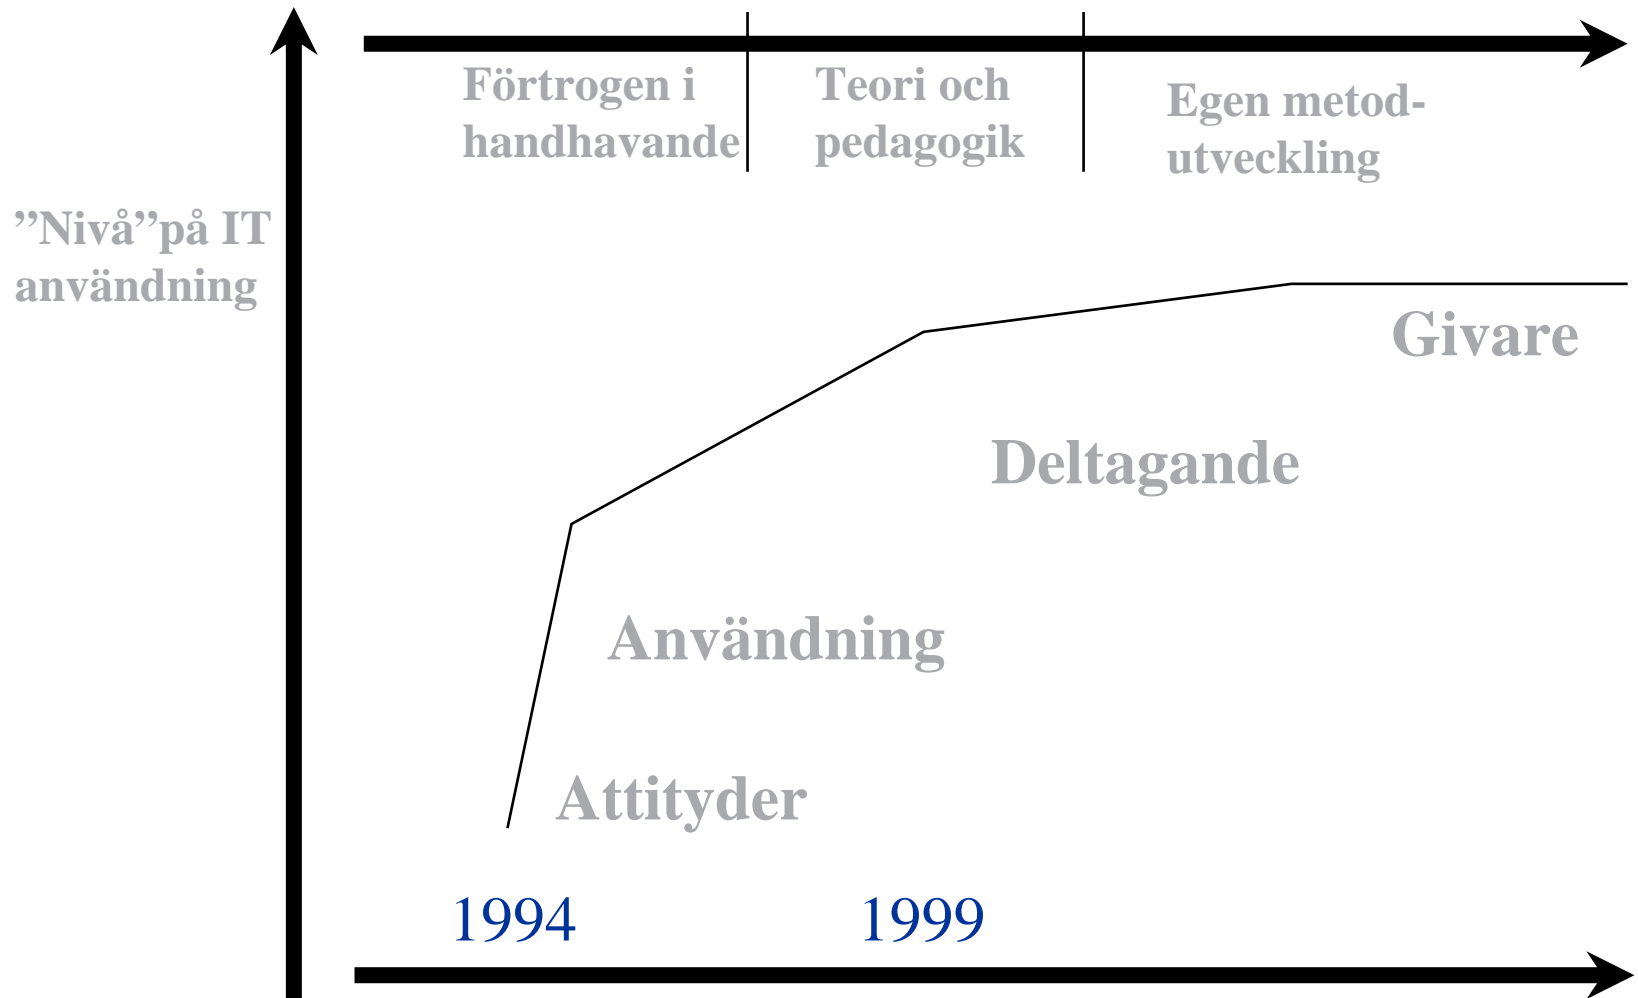 Förtrogen i
handhavande
Teori och
pedagogik
Egen metod-
utveckling
”Nivå”på IT
användning
Givare
Deltagande
Användning
Attityder
1994
1999